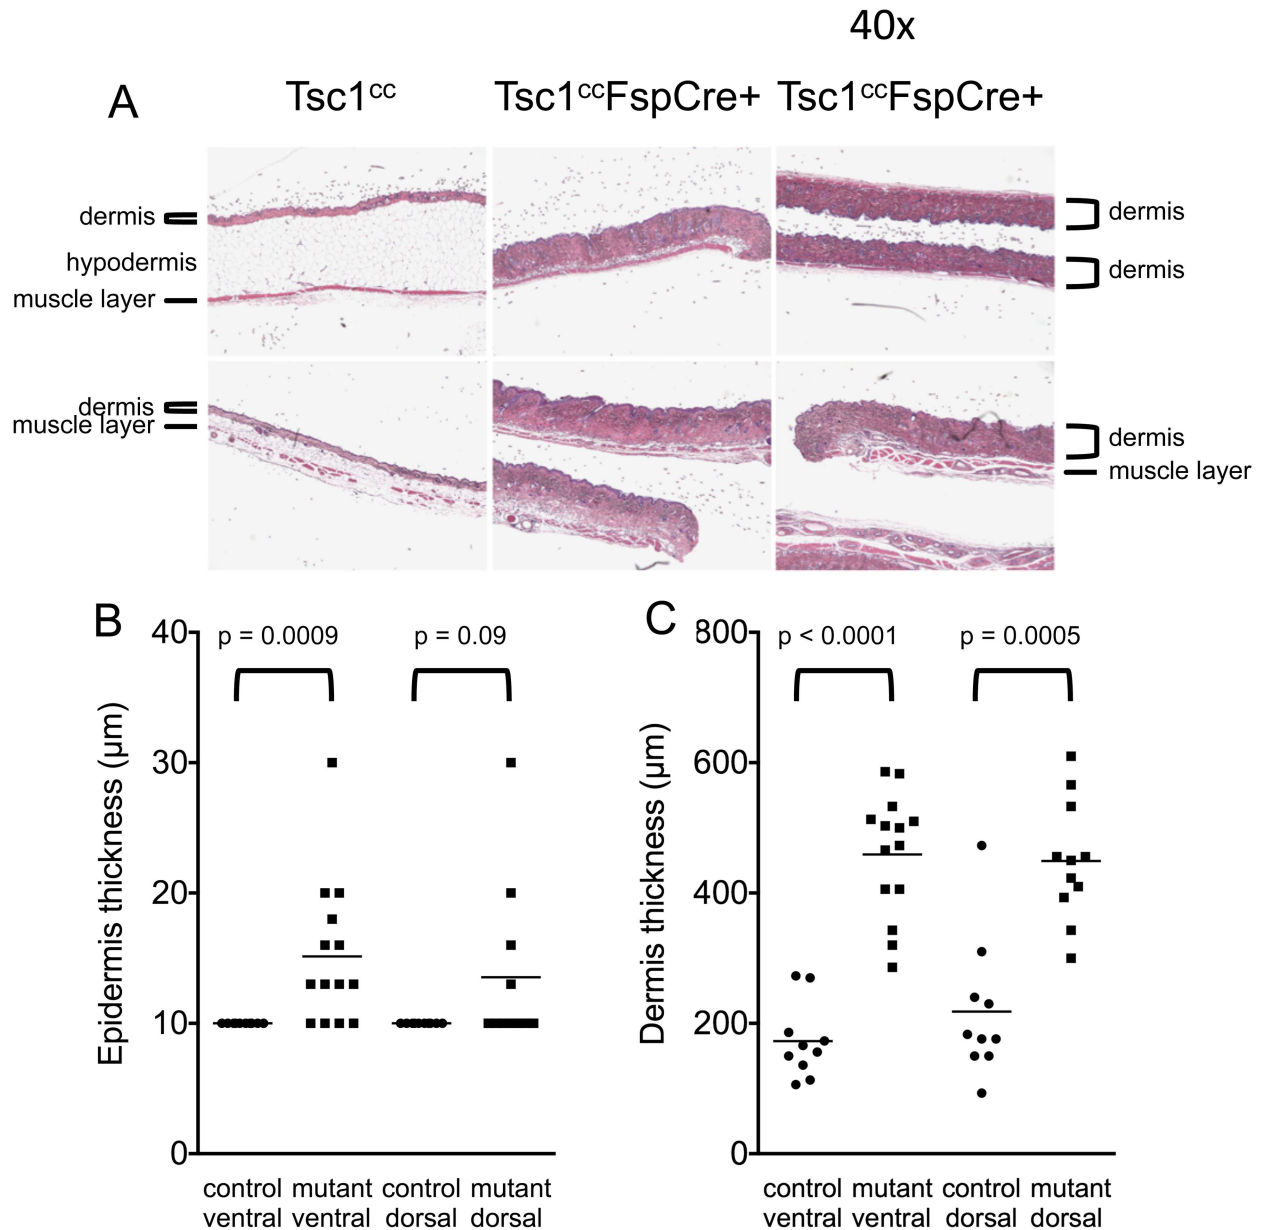 40x
A
Tsc1ᶜᶜ
Tsc1ᶜᶜFspCre+
Tsc1ᶜᶜFspCre+
dermis
hypodermis
muscle layer
dermis
dermis
dermis
muscle layer
dermis
muscle layer
B
40
30
20
10
0
Epidermis thickness (μm)
p = 0.0009
p = 0.09
control
ventral
mutant
ventral
control
dorsal
mutant
dorsal
C
800
600
400
200
0
Dermis thickness (μm)
p < 0.0001
p = 0.0005
control
ventral
mutant
ventral
control
dorsal
mutant
dorsal